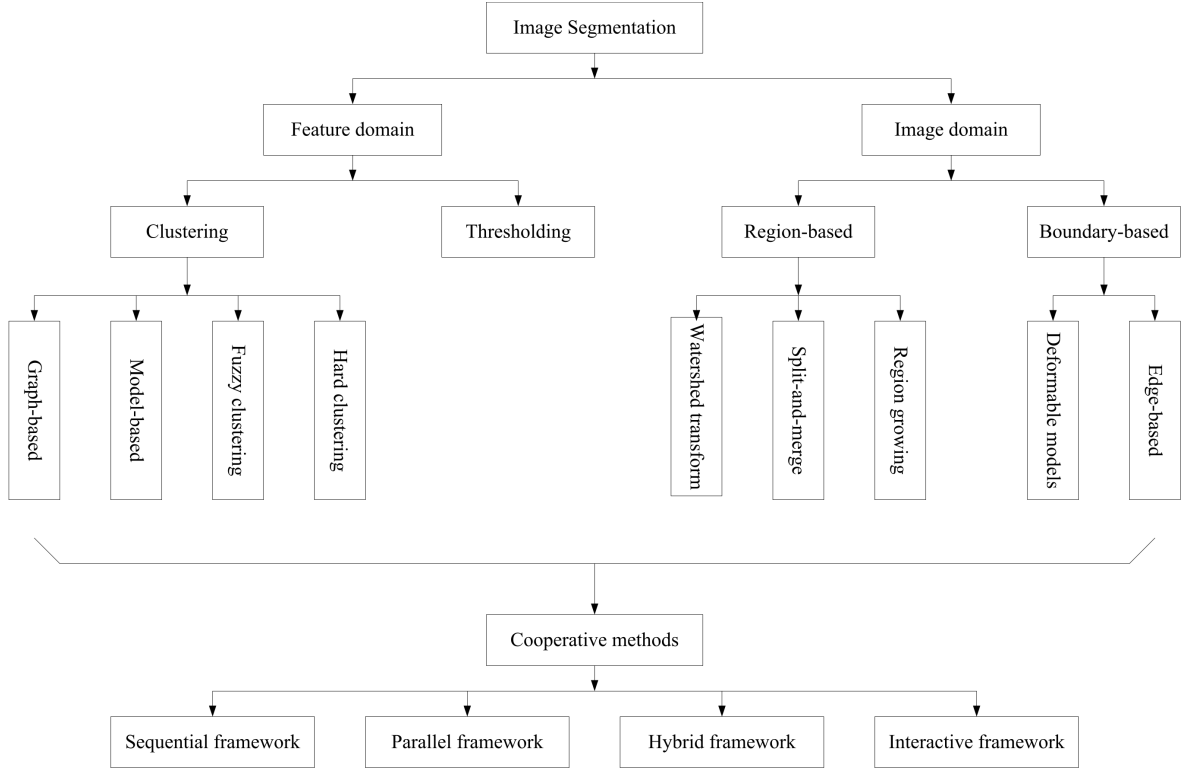 Image Segmentation
Feature domain
Image domain
Clustering
Thresholding
Region-based
Boundary-based
Graph-based
Model-based
Fuzzy clustering
Hard clustering
Watershed transform
Split-and-merge
Region growing
Deformable models
Edge-based
Cooperative methods
Sequential framework
Parallel framework
Hybrid framework
Interactive framework